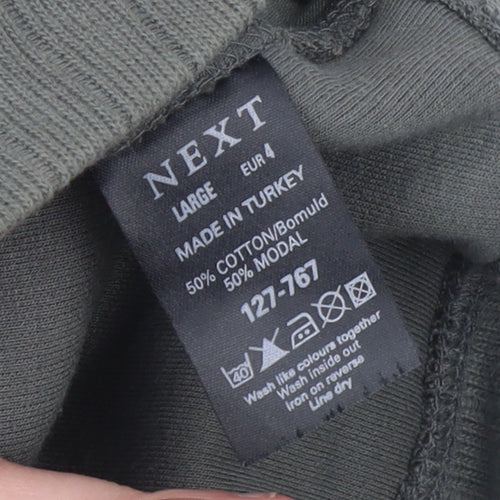 NEXT
LARGE EUR 4
MADE IN TURKEY
50% COTTON/Bomuld
50% MODAL
127-767
40
Wash like colours together
Wash inside out
iron on reverse
Line dry